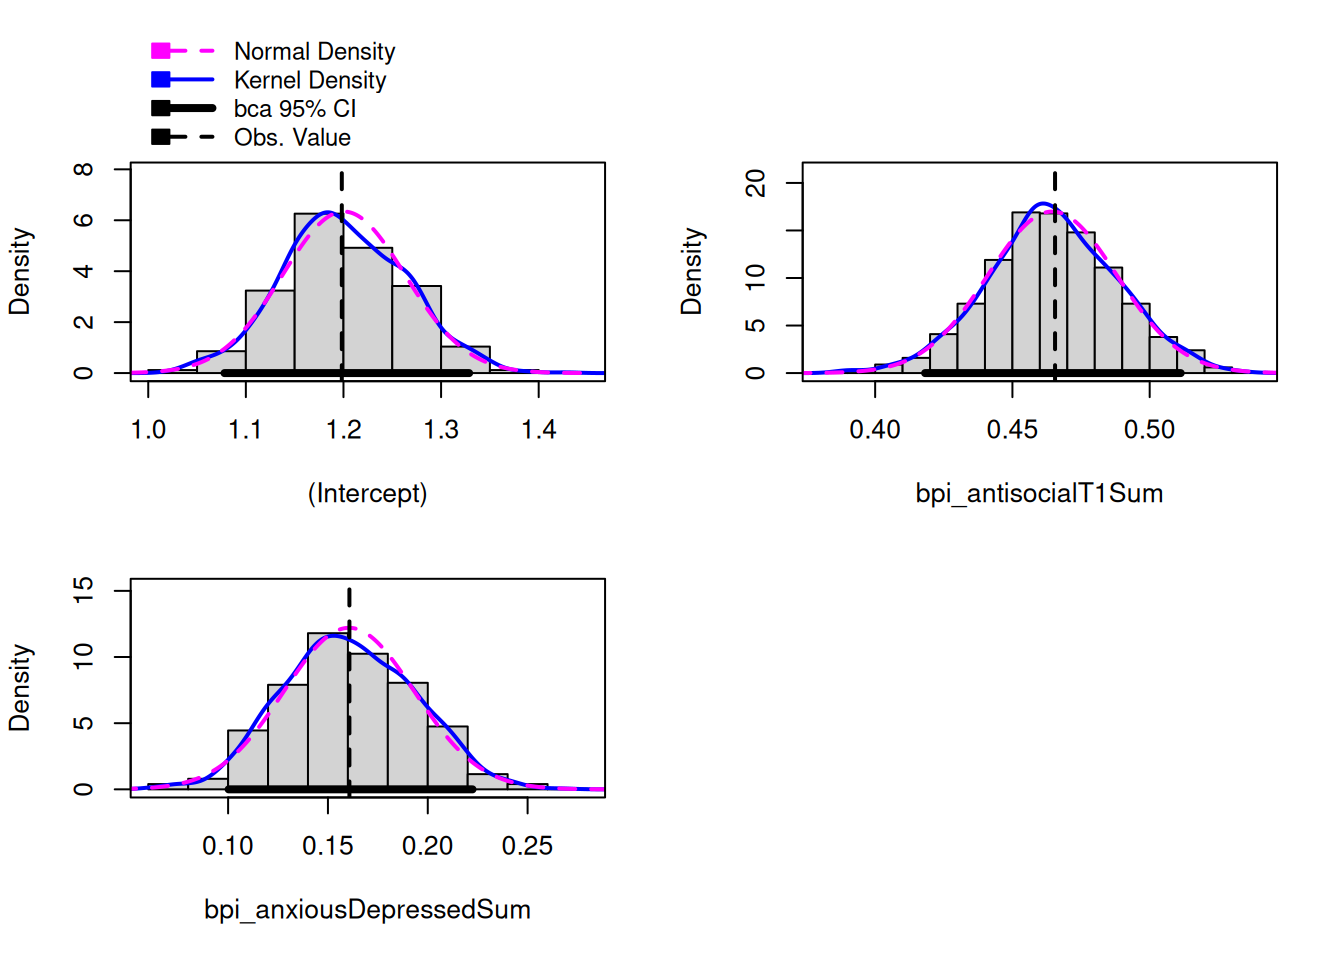 Normal Density
Kernel Density
bca 95% CI
Obs. Value
Density
0 2 4 6 8
1.0 1.1 1.2 1.3 1.4
(Intercept)
Density
0 5 10 20
0.40 0.45 0.50
bpi_antisocialT1Sum
Density
0 5 10 15
0.10 0.15 0.20 0.25
bpi_anxiousDepressedSum